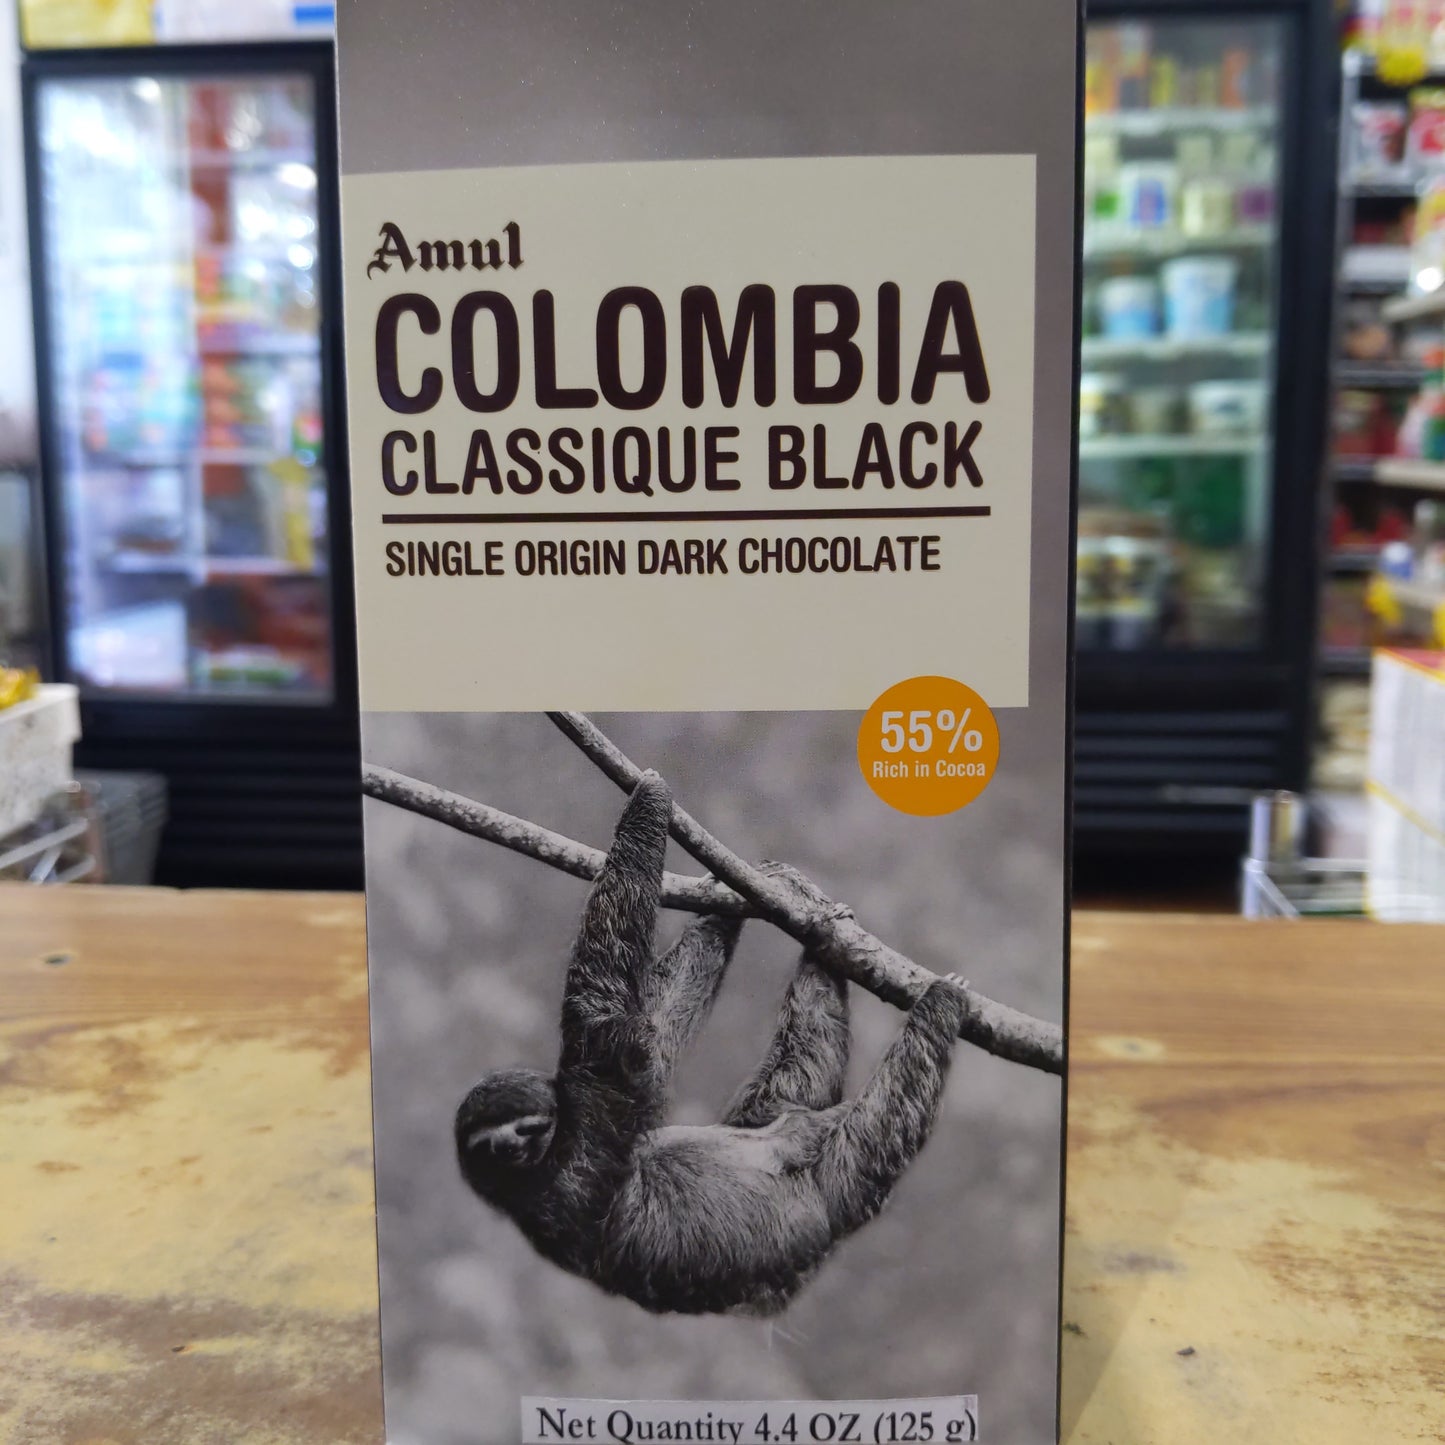 Amul
COLOMBIA
CLASSIQUE BLACK
SINGLE ORIGIN DARK CHOCOLATE
55%
Rich in Cocoa
Net Quantity 4.4 OZ (125 g)